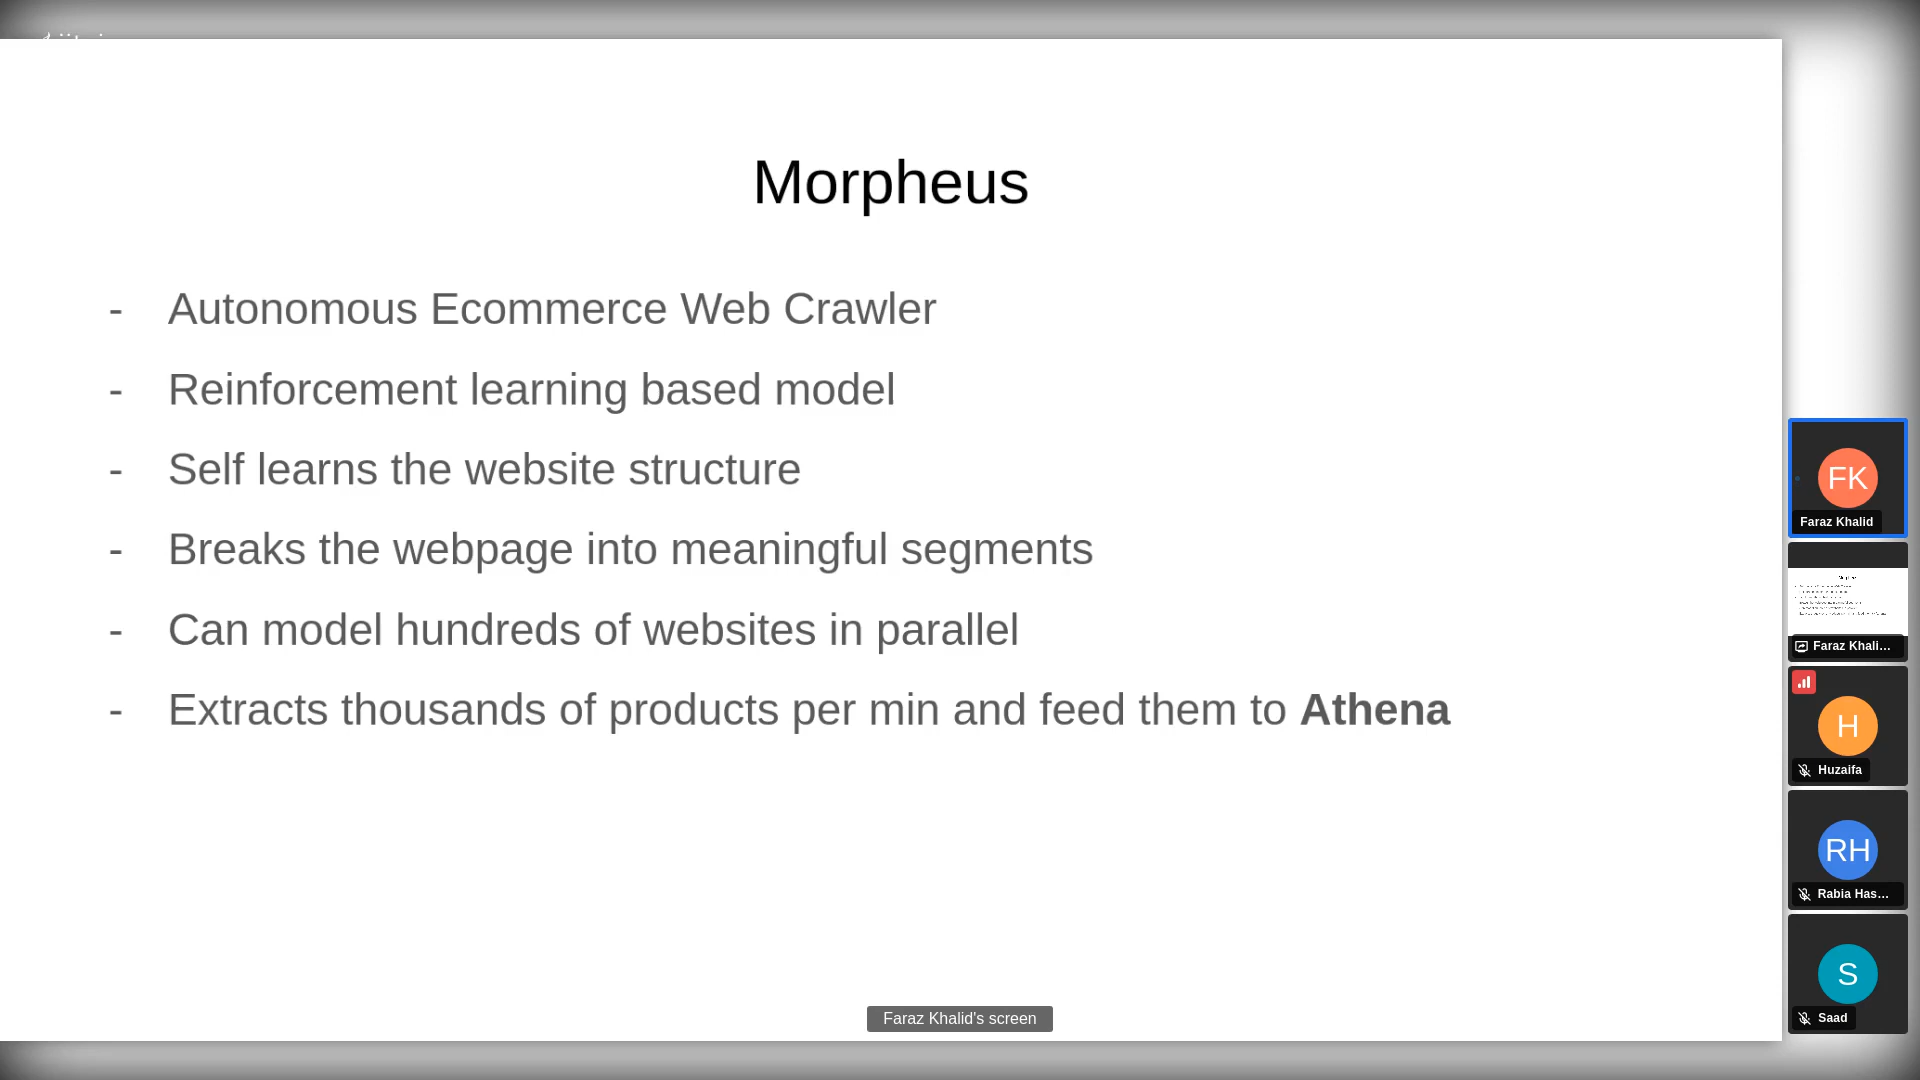 Morpheus
- Autonomous Ecommerce Web Crawler
- Reinforcement learning based model
- Self learns the website structure
- Breaks the webpage into meaningful segments
- Can model hundreds of websites in parallel
- Extracts thousands of products per min and feed them to Athena
Faraz Khalid's screen
FK
Faraz Khalid
Faraz Khali...
H
Huzaifa
RH
Rabia Has...
S
Saad